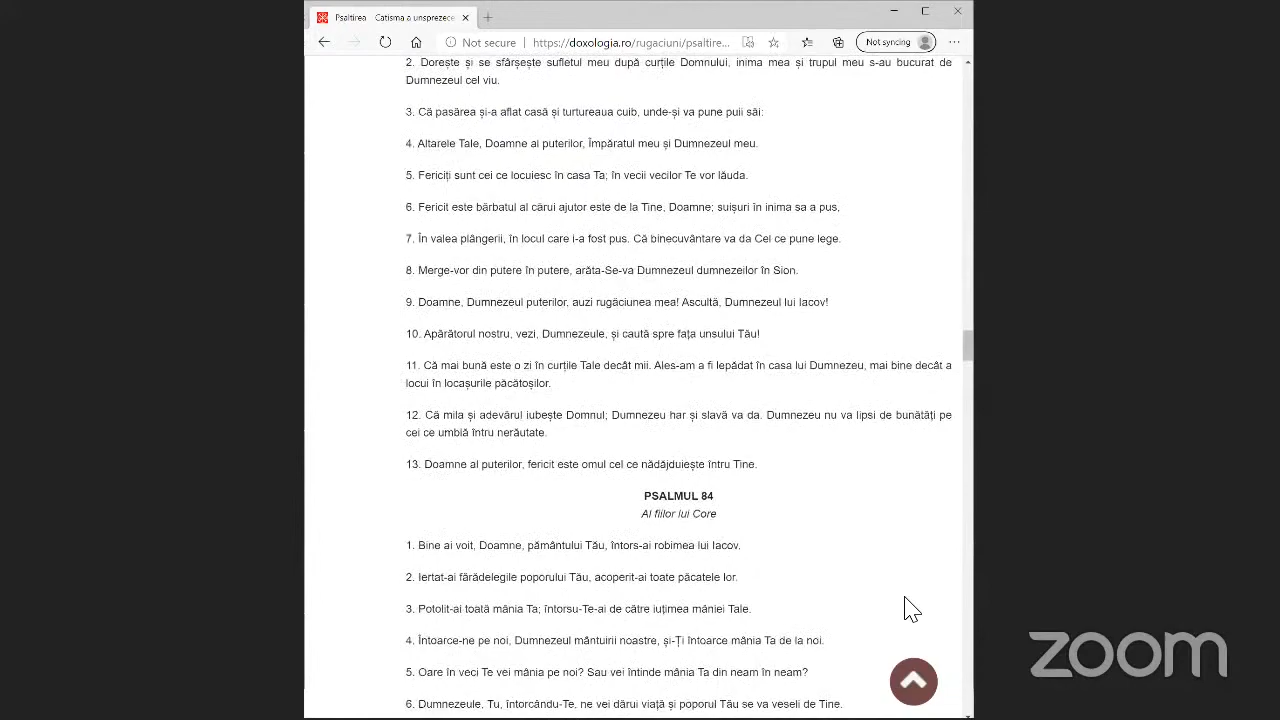 Psaltirea Catisma a unsprezece
Not secure
https://doxologia.ro/rugaciuni/psaltire...
Not syncing
2. Dorește și se sfârșește sufletul meu după curțile Domnului, inima mea și trupul meu s-au bucurat de
Dumnezeul cel viu.
3. Că pasărea și-a aflat casă și turtureaua cuib, unde-și va pune puii săi:
4. Altarele Tale, Doamne al puterilor, Împăratul meu și Dumnezeul meu.
5. Fericiți sunt cei ce locuiesc în casa Ta; în vecii vecilor Te vor lăuda.
6. Fericit este bărbatul al cărui ajutor este de la Tine, Doamne; suișuri în inima sa a pus,
7. În valea plângerii, în locul care i-a fost pus. Că binecuvântare va da Cel ce pune lege.
8. Merge-vor din putere în putere, arăta-Se-va Dumnezeul dumnezeilor în Sion.
9. Doamne, Dumnezeul puterilor, auzi rugăciunea mea! Ascultă, Dumnezeul lui Iacov!
10. Apărătorul nostru, vezi, Dumnezeule, și caută spre fața unsului Tău!
11. Că mai bună este o zi în curțile Tale decât mii. Ales-am a fi lepădat în casa lui Dumnezeu, mai bine decât a
locui în locașurile păcătoșilor.
12. Că mila și adevărul iubește Domnul; Dumnezeu har și slavă va da. Dumnezeu nu va lipsi de bunătăți pe
cei ce umblă întru nerăutate.
13. Doamne al puterilor, fericit este omul cel ce nădăjduiește întru Tine.
PSALMUL 84
Al fiilor lui Core
1. Bine ai voit, Doamne, pământului Tău, întors-ai robimea lui Iacov.
2. Iertat-ai fărădelegile poporului Tău, acoperit-ai toate păcatele lor.
3. Potolit-ai toată mânia Ta; întorsu-Te-ai de către iuțimea mâniei Tale.
4. Întoarce-ne pe noi, Dumnezeul mântuirii noastre, și-Ți întoarce mânia Ta de la noi.
5. Oare în veci Te vei mânia pe noi? Sau vei întinde mânia Ta din neam în neam?
6. Dumnezeule, Tu, întorcându-Te, ne vei dărui viață și poporul Tău se va veseli de Tine.
zoom